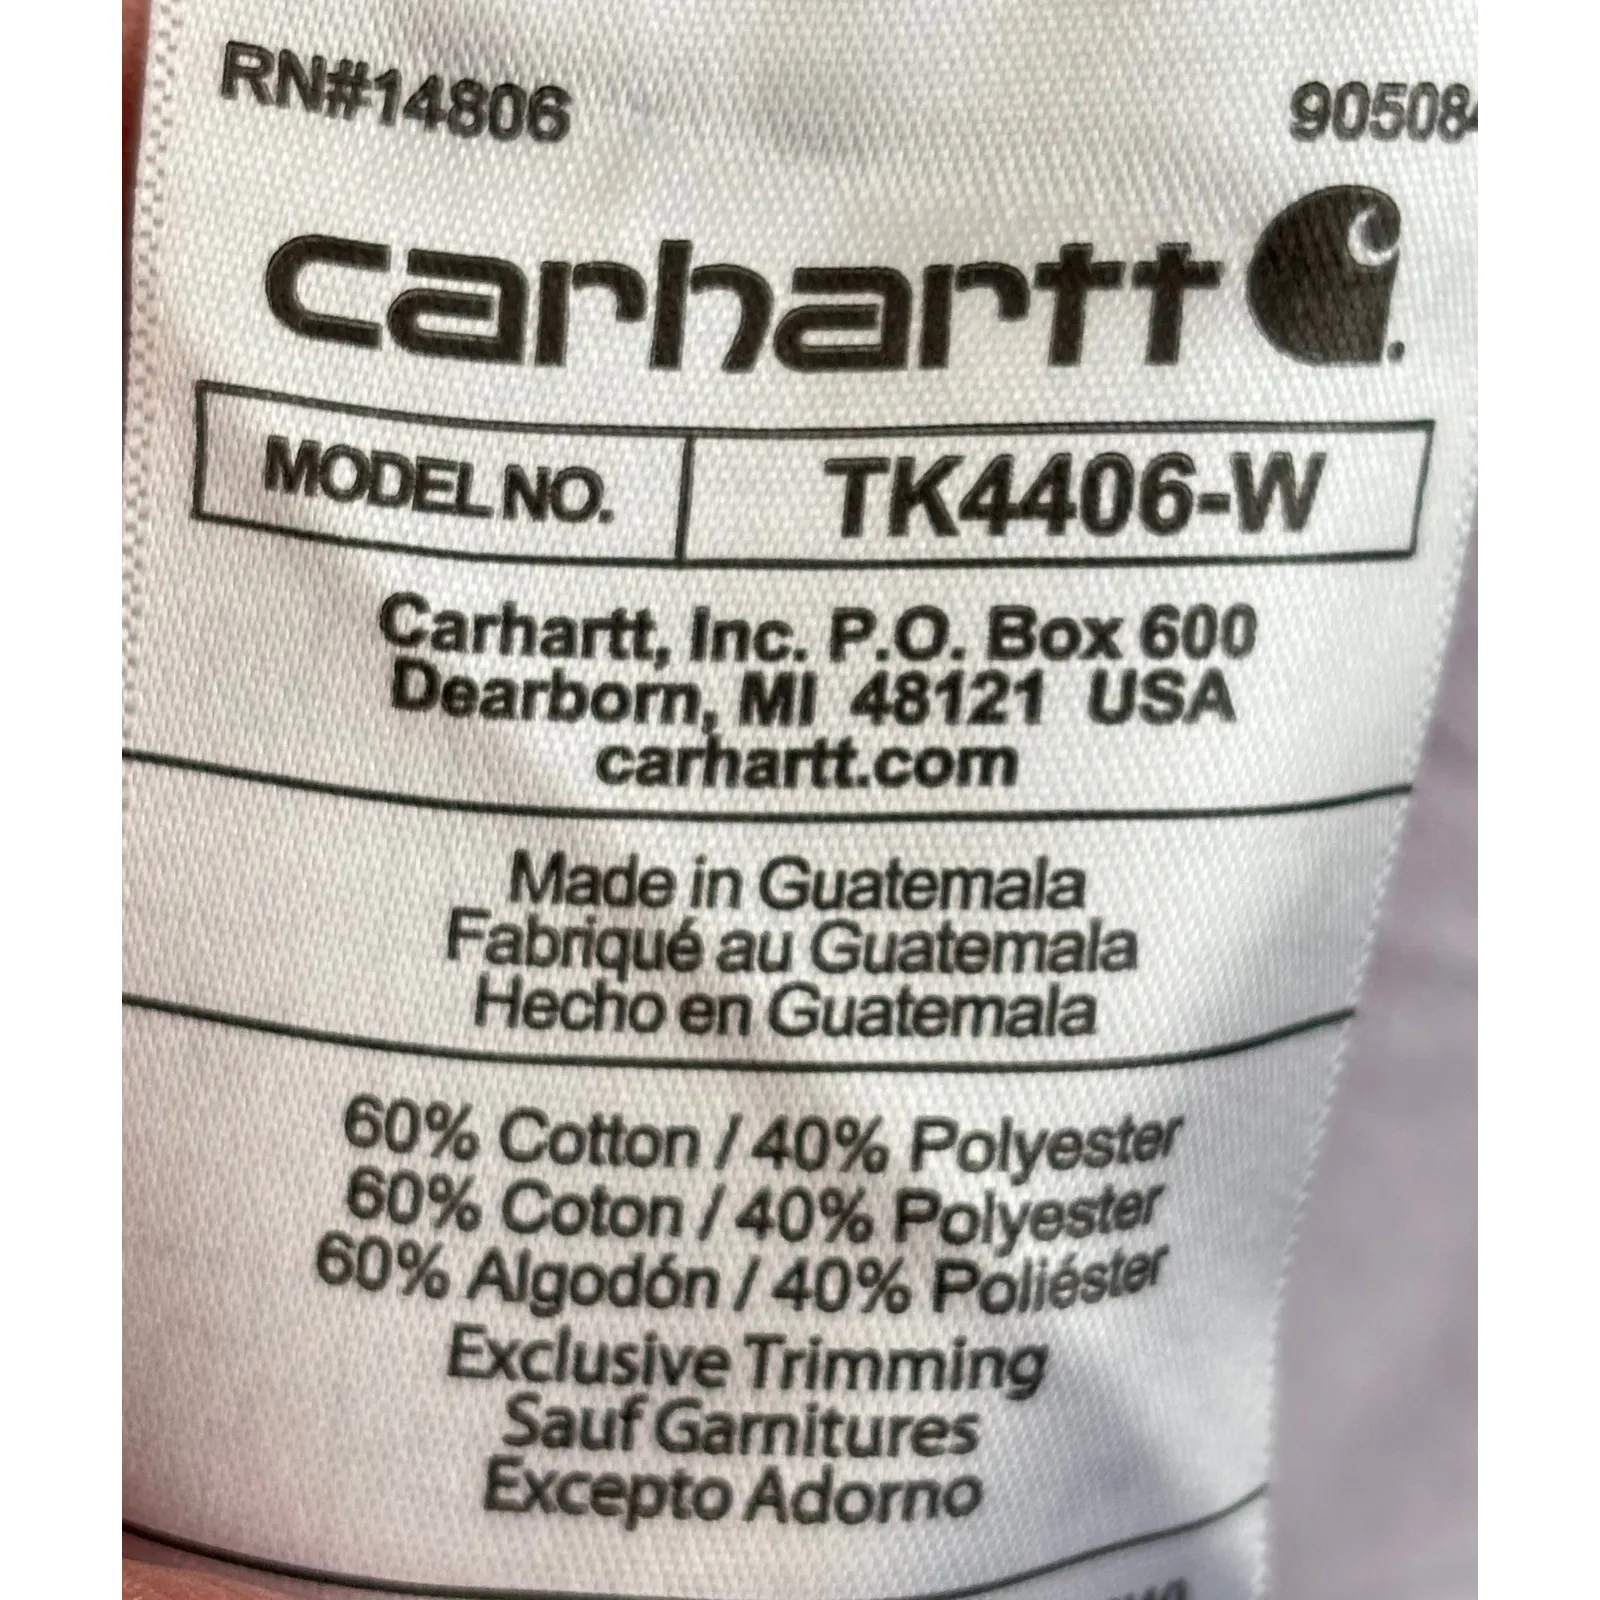 RN#14806
carhartt
MODEL NO. TK4406-W
Carhartt, Inc. P.O. Box 600
Dearborn, MI 48121 USA
carhartt.com
Made in Guatemala
Fabriqué au Guatemala
Hecho en Guatemala
60% Cotton / 40% Polyester
60% Coton / 40% Polyester
60% Algodón / 40% Poliéster
Exclusive Trimming
Sauf Garnitures
Excepto Adorno